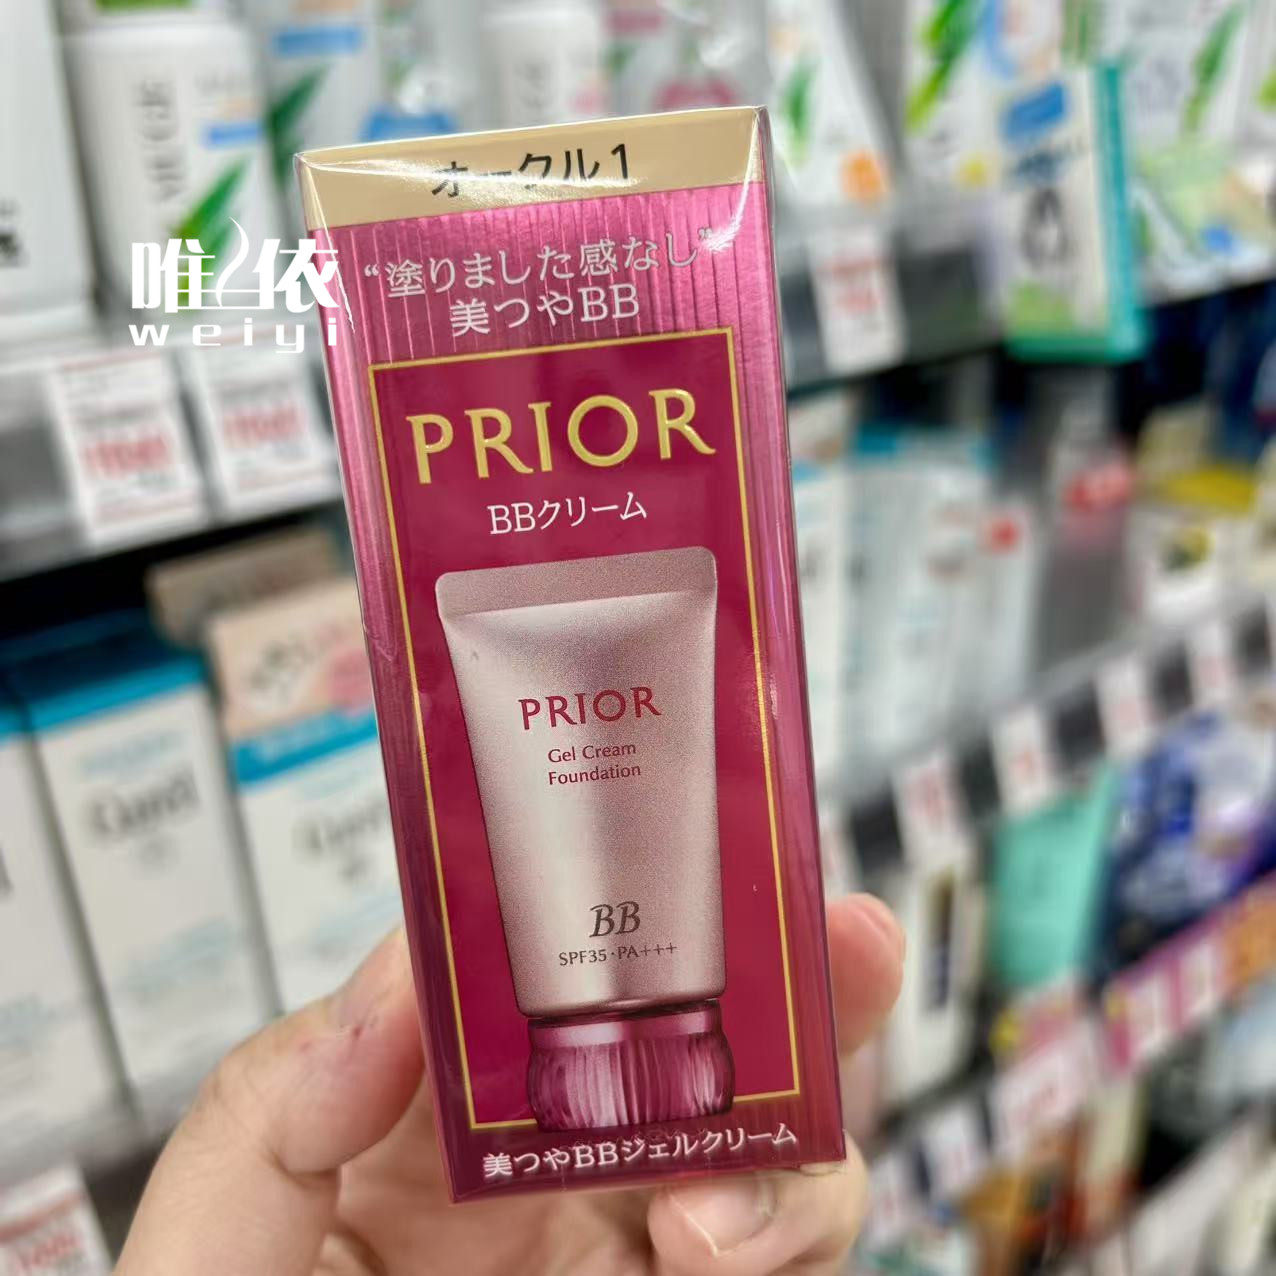 オークル1
唯依
weiyi
“塗りました感なし”
美つやBB
PRIOR
BBクリーム
PRIOR
Gel Cream
Foundation
BB
SPF35・PA+++
美つやBBジェルクリーム
Curel